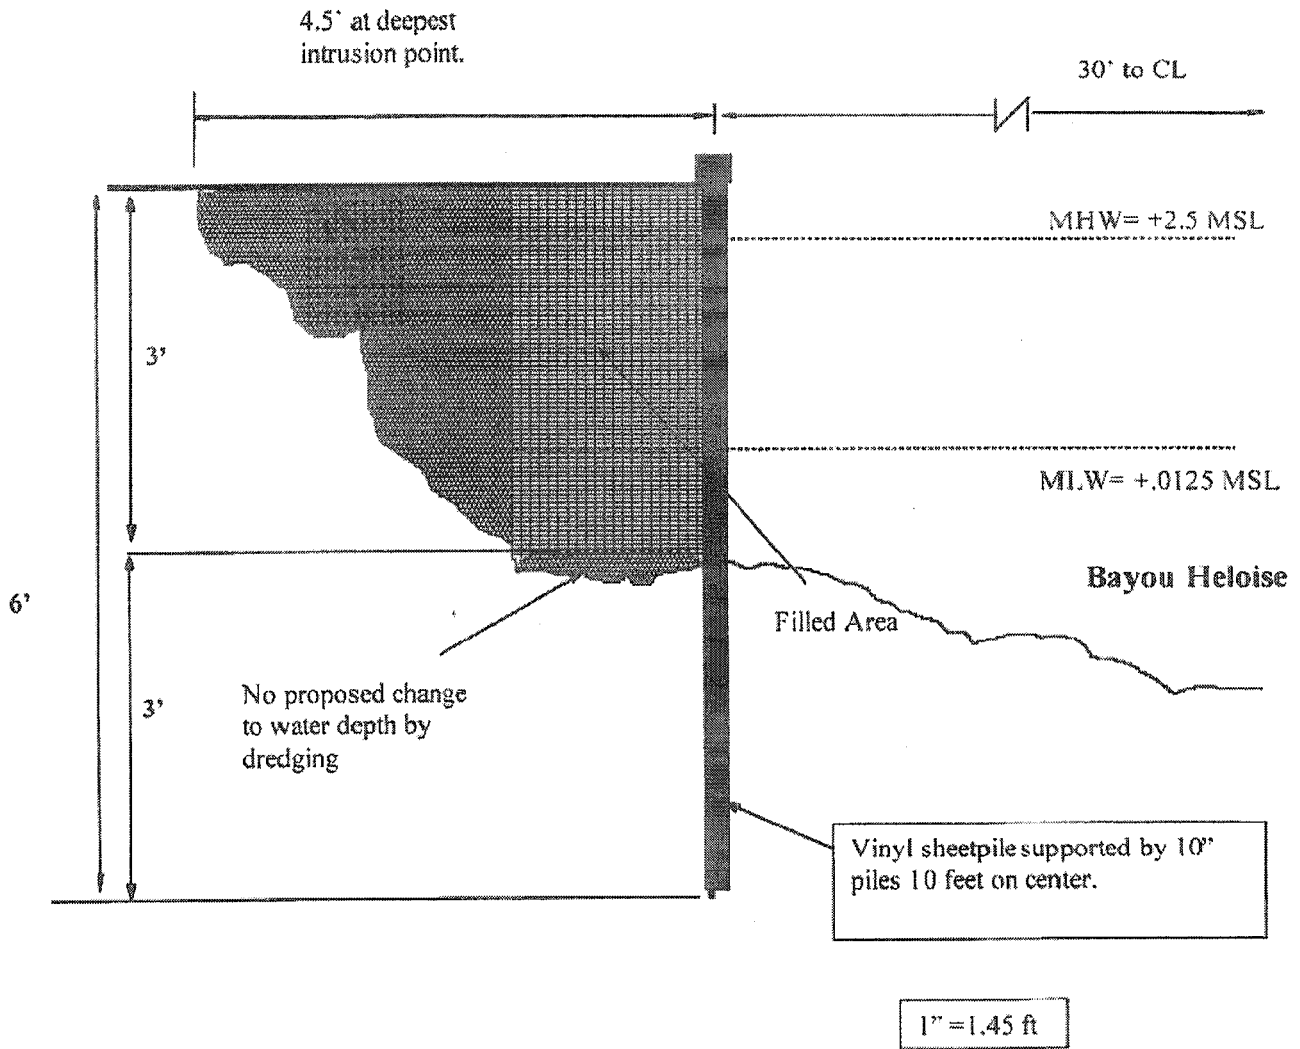 4.5' at deepest
intrusion point.
30' to CL
MHW= +2.5 MSL
3'
MLW= +.0125 MSL
Bayou Heloise
6'
Filled Area
No proposed change
to water depth by
dredging
3'
Vinyl sheetpile supported by 10"
piles 10 feet on center.
1"=1.45 ft